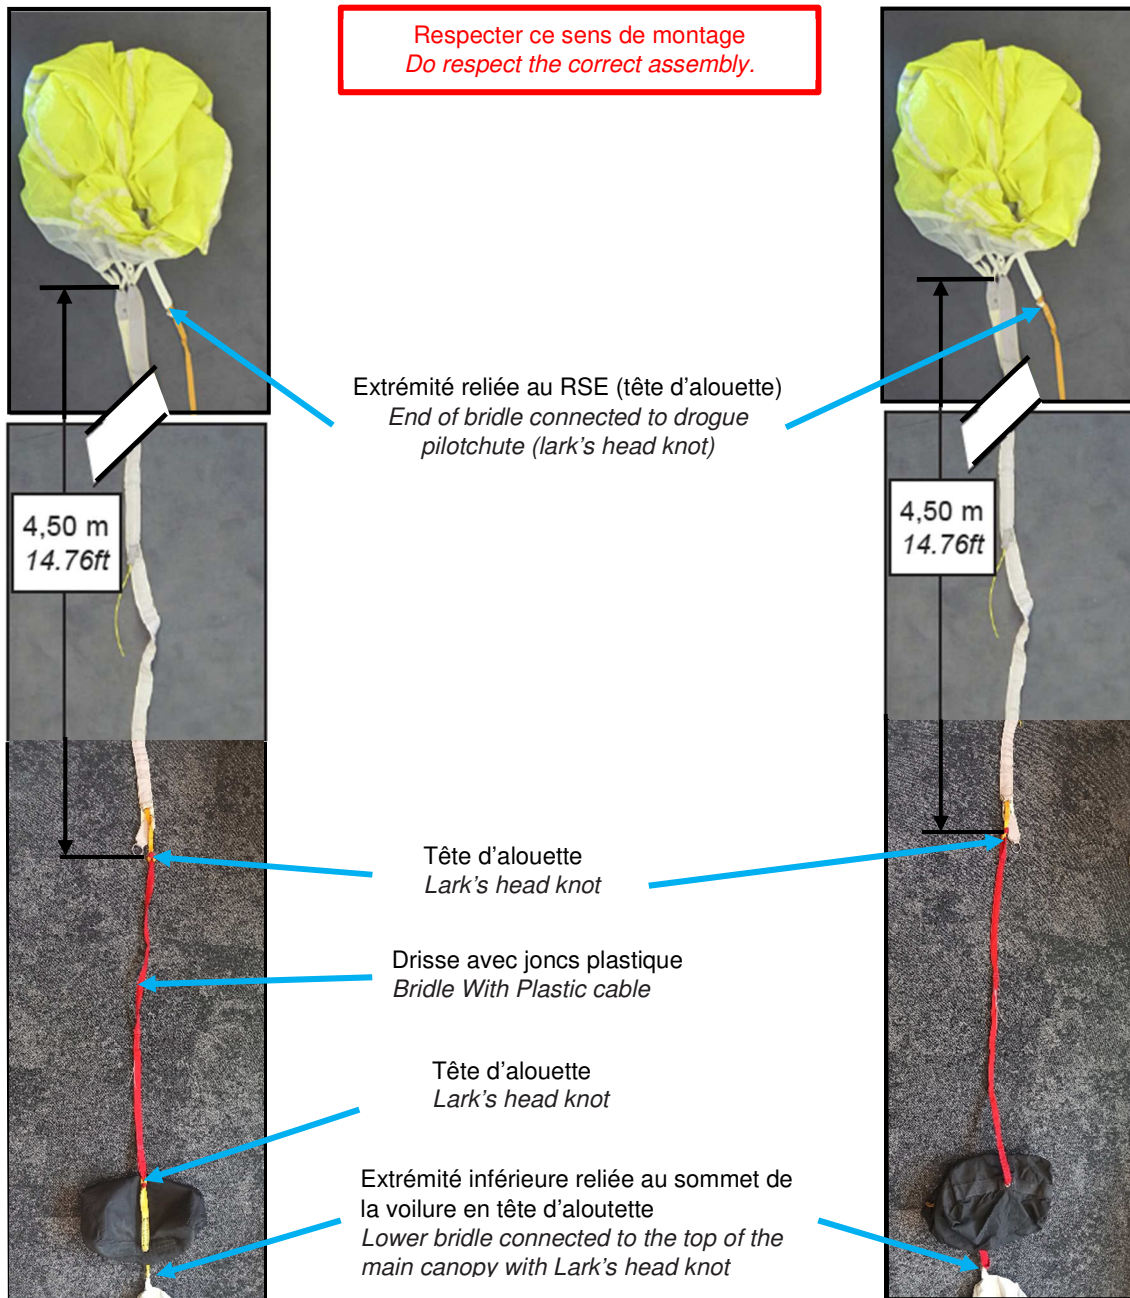 Respecter ce sens de montage
Do respect the correct assembly.
Extrémité reliée au RSE (tête d'alouette)
End of bridle connected to drogue
pilotchute (lark's head knot)
4,50 m
14.76ft
4,50 m
14.76ft
Tête d'alouette
Lark's head knot
Drisse avec joncs plastique
Bridle With Plastic cable
Tête d'alouette
Lark's head knot
Extrémité inférieure reliée au sommet de
la voilure en tête d'aloutette
Lower bridle connected to the top of the
main canopy with Lark's head knot